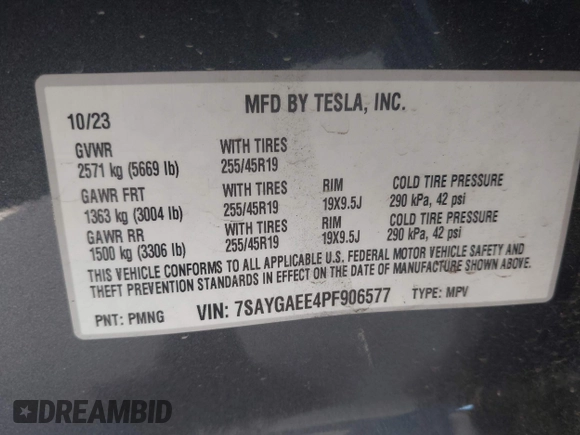 MFD BY TESLA, INC.
10/23
GVWR WITH TIRES
2571 kg (5669 lb) 255/45R19
GAWR FRT WITH TIRES RIM COLD TIRE PRESSURE
1363 kg (3004 lb) 255/45R19 19X9.5J 290 kPa, 42 psi
GAWR RR WITH TIRES RIM COLD TIRE PRESSURE
1500 kg (3306 lb) 255/45R19 19X9.5J 290 kPa, 42 psi
THIS VEHICLE CONFORMS TO ALL APPLICABLE U.S. FEDERAL MOTOR VEHICLE SAFETY AND
THEFT PREVENTION STANDARDS IN EFFECT ON THE DATE OF MANUFACTURE SHOWN ABOVE.
PNT: PMNG VIN: 7SAYGAEE4PF906577 TYPE: MPV
DREAMBID